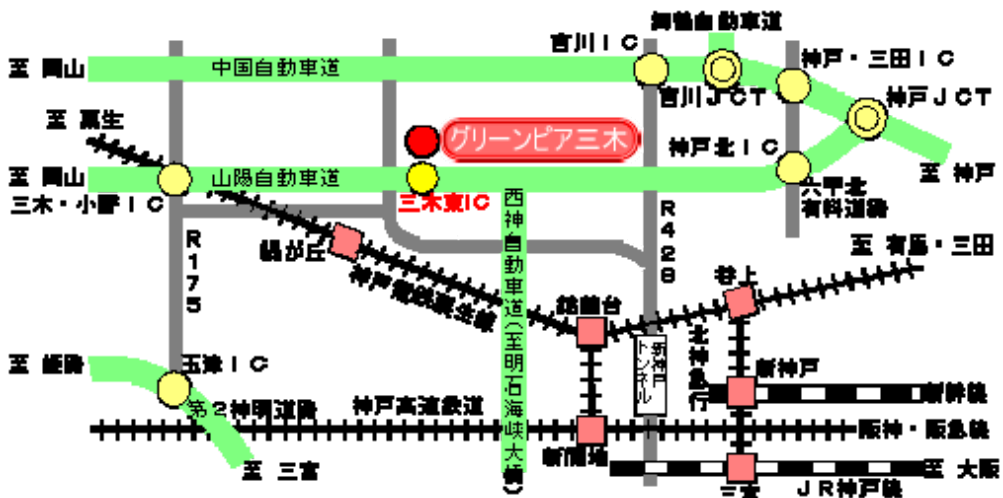 舞鶴自動車道
吉川IC
神戸・三田IC
至 岡山
中国自動車道
吉川JCT
神戸JCT
至 粟生
グリーンピア三木
神戸北IC
至 神戸
至 岡山
山陽自動車道
三木・小野IC
三木東IC
六甲北
有料道路
西神自動車道(至明石海峡大橋)
R175
R428
緑が丘
神戸電鉄粟生線
至 有馬・三田
谷上
鈴蘭台
北神急行
新神戸
トンネル
至 姫路
玉津IC
新神戸
新幹線
第2神明道路
神戸高速鉄道
阪神・阪急線
新開地
至 三宮
三宮
至 大阪
JR神戸線